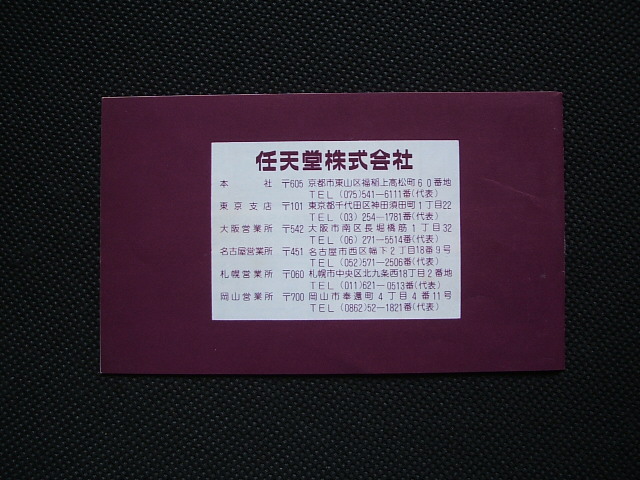 任天堂株式会社
本社 〒605 京都市東山区福稲上高松町60番地
TEL (075)541-6111番(代表)
東京支店 〒101 東京都千代田区神田須田町1丁目22
TEL (03) 254-1781番(代表)
大阪営業所 〒542 大阪市南区長堀橋筋1丁目32
TEL (06) 271-5514番(代表)
名古屋営業所 〒451 名古屋市西区幅下2丁目18番9号
TEL (052)571-2506番(代表)
札幌営業所 〒060 札幌市中央区北九条西18丁目2番地
TEL (011)621-0513番(代表)
岡山営業所 〒700 岡山市奉還町4丁目4番11号
TEL (0862)52-1821番(代表)